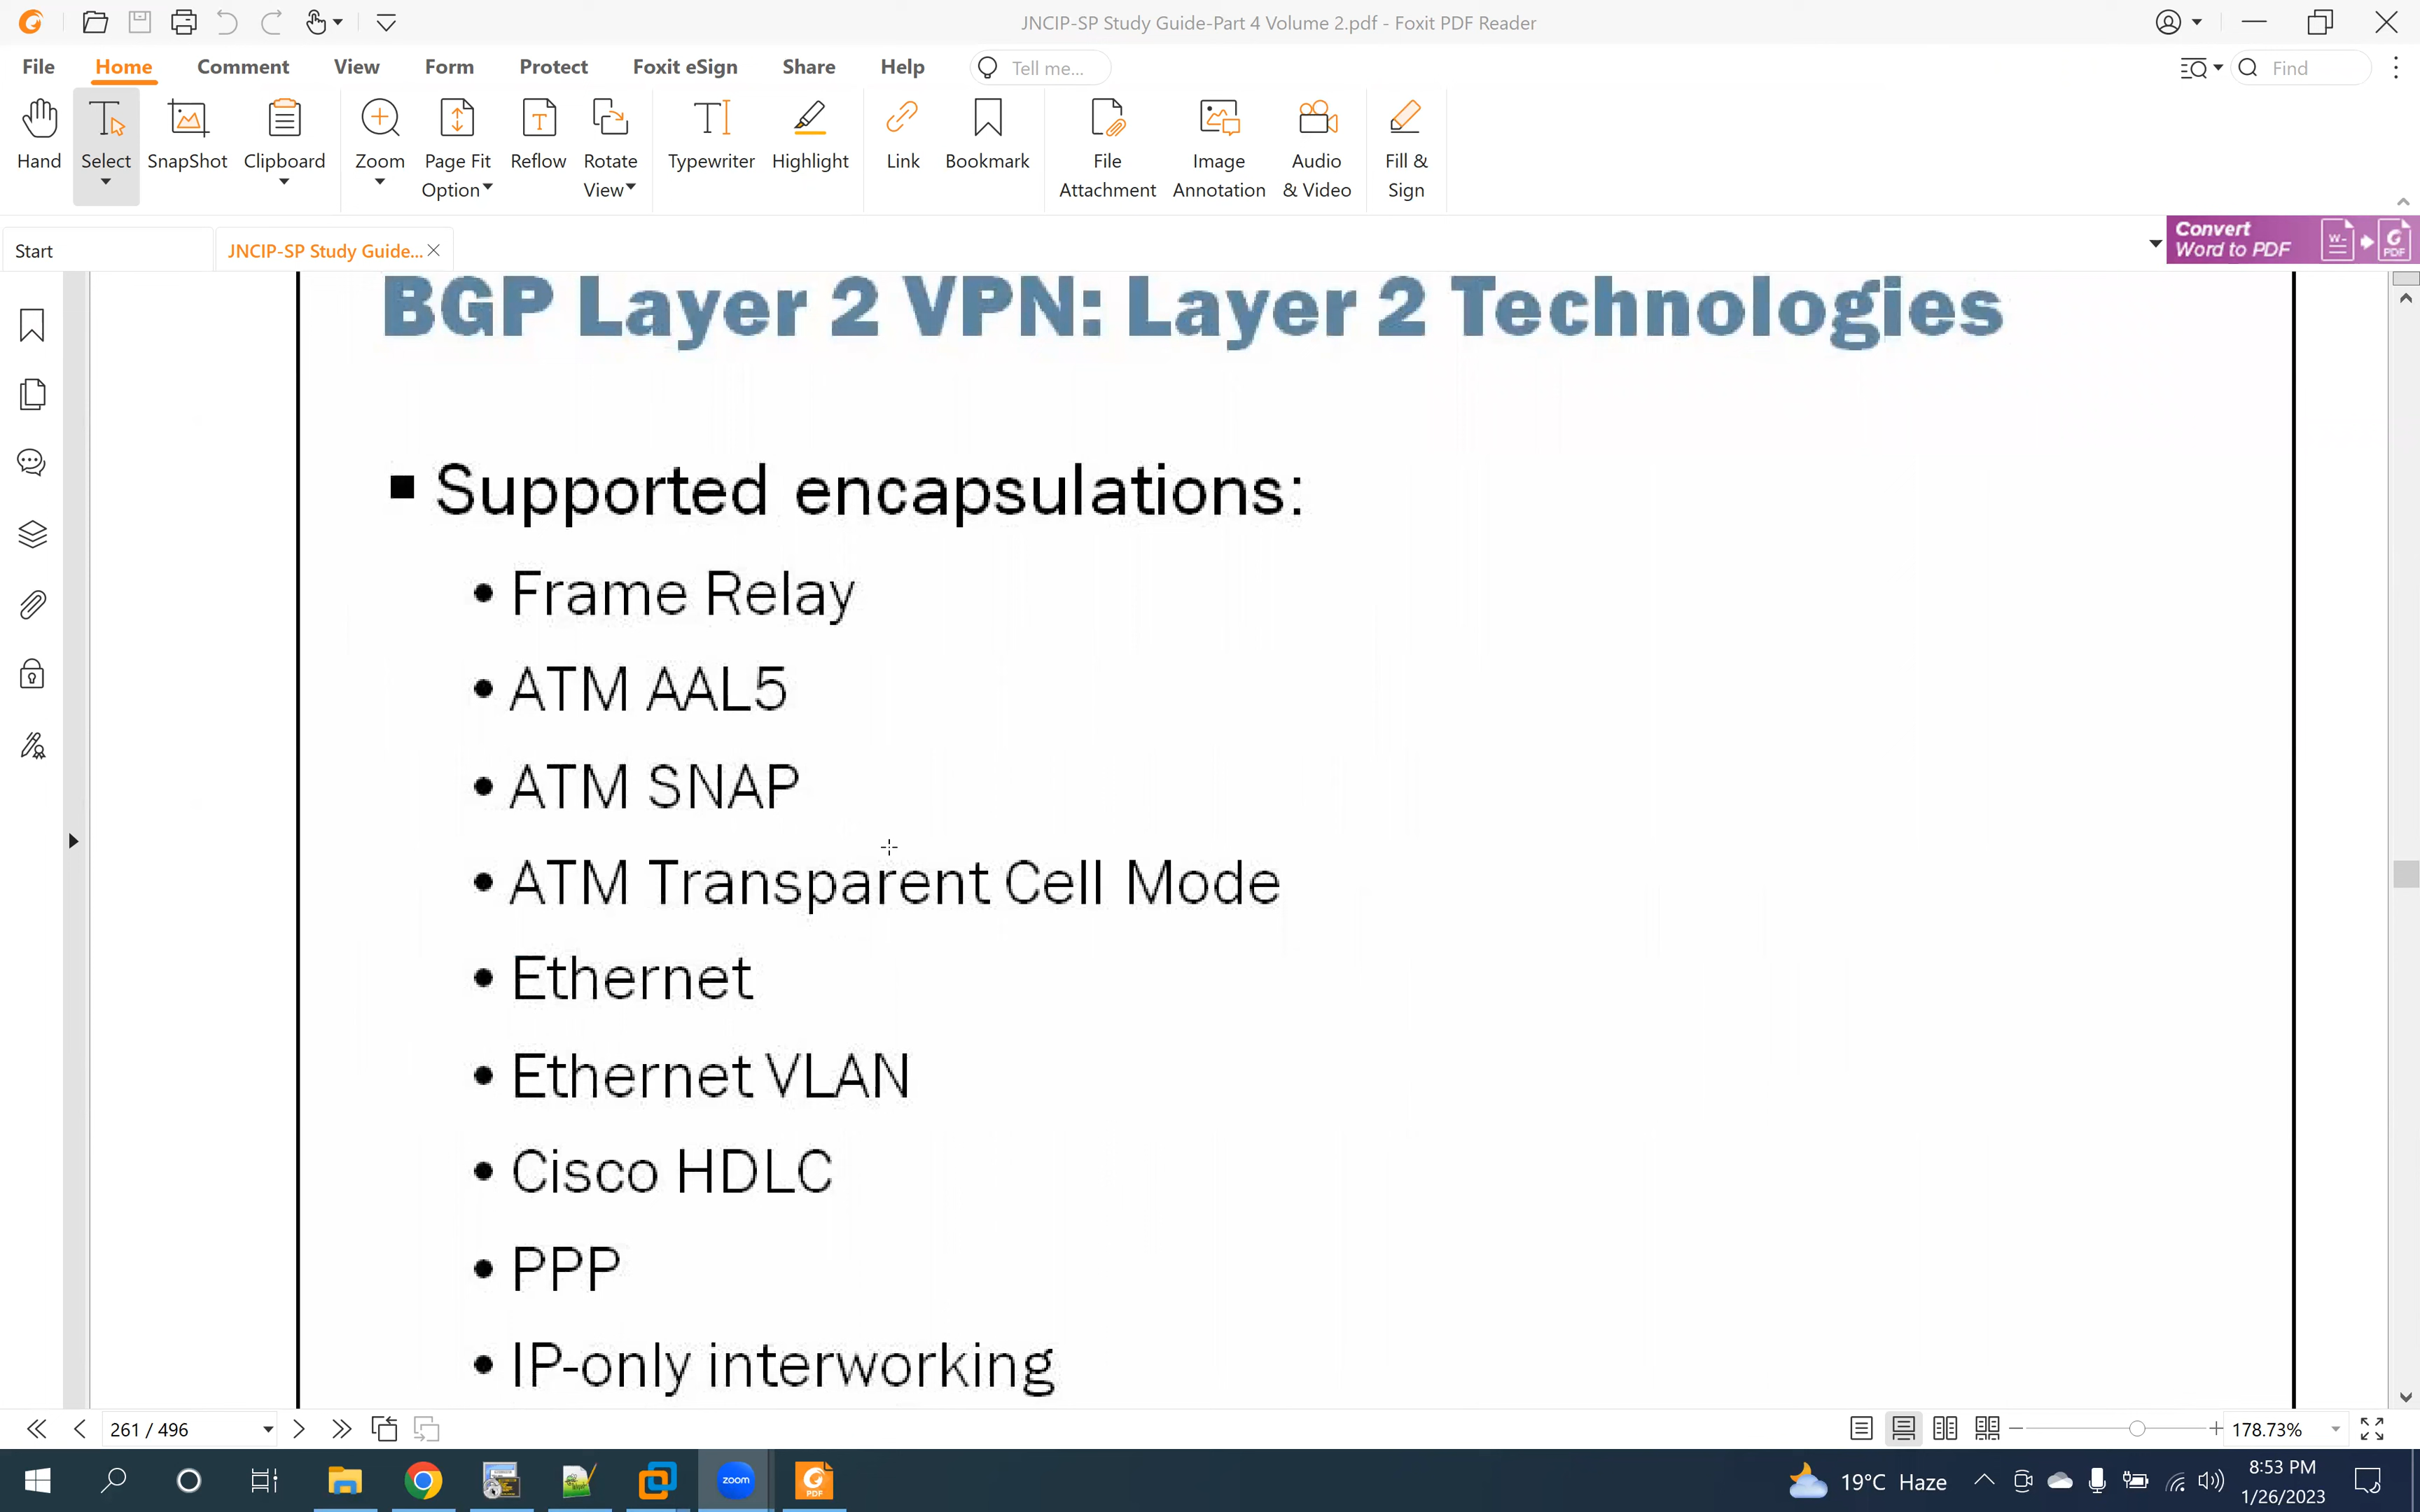 JNCIP-SP Study Guide-Part 4 Volume 2.pdf - Foxit PDF Reader
File Home Comment View Form Protect Foxit eSign Share Help Tell me... Find
Hand Select SnapShot Clipboard Zoom Page Fit Option Reflow Rotate View Typewriter Highlight Link Bookmark File Attachment Image Annotation Audio & Video Fill & Sign
Start JNCIP-SP Study Guide... Convert
Word to PDF
BGP Layer 2 VPN: Layer 2 Technologies
■ Supported encapsulations:
• Frame Relay
• ATM AAL5
• ATM SNAP
• ATM Transparent Cell Mode
• Ethernet
• Ethernet VLAN
• Cisco HDLC
• PPP
• IP-only interworking
261 / 496 178.73%
zoom PDF 19°C Haze 8:53 PM
1/26/2023